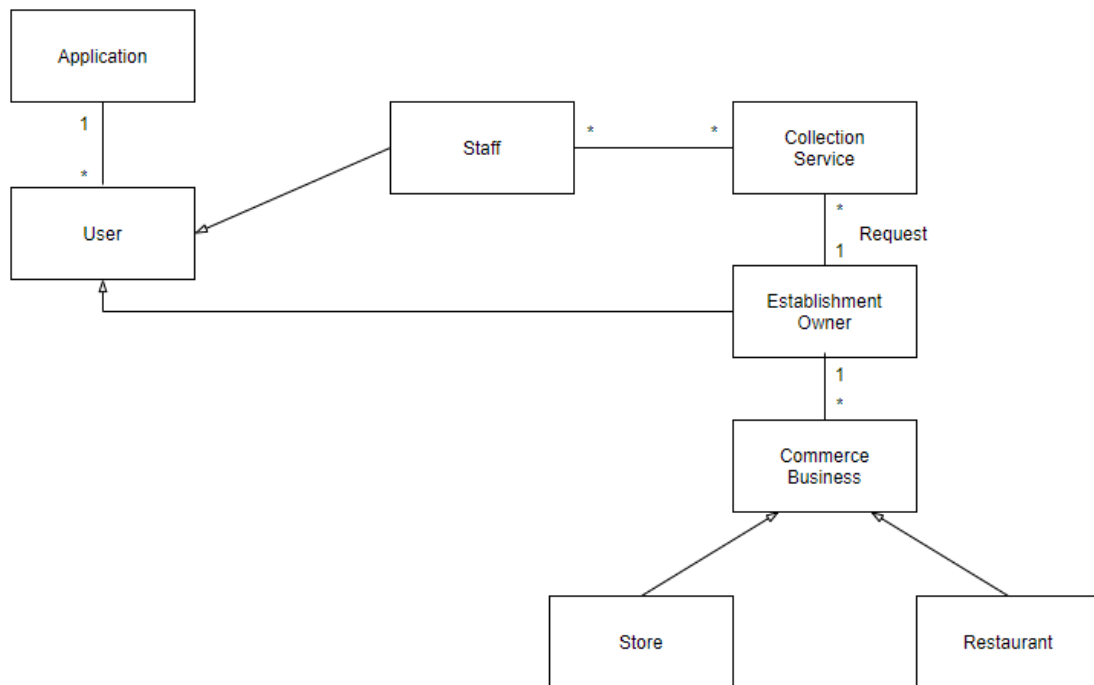 Application
1
*
User
Staff
*
*
Collection
Service
*
Request
1
Establishment
Owner
1
*
Commerce
Business
Store
Restaurant